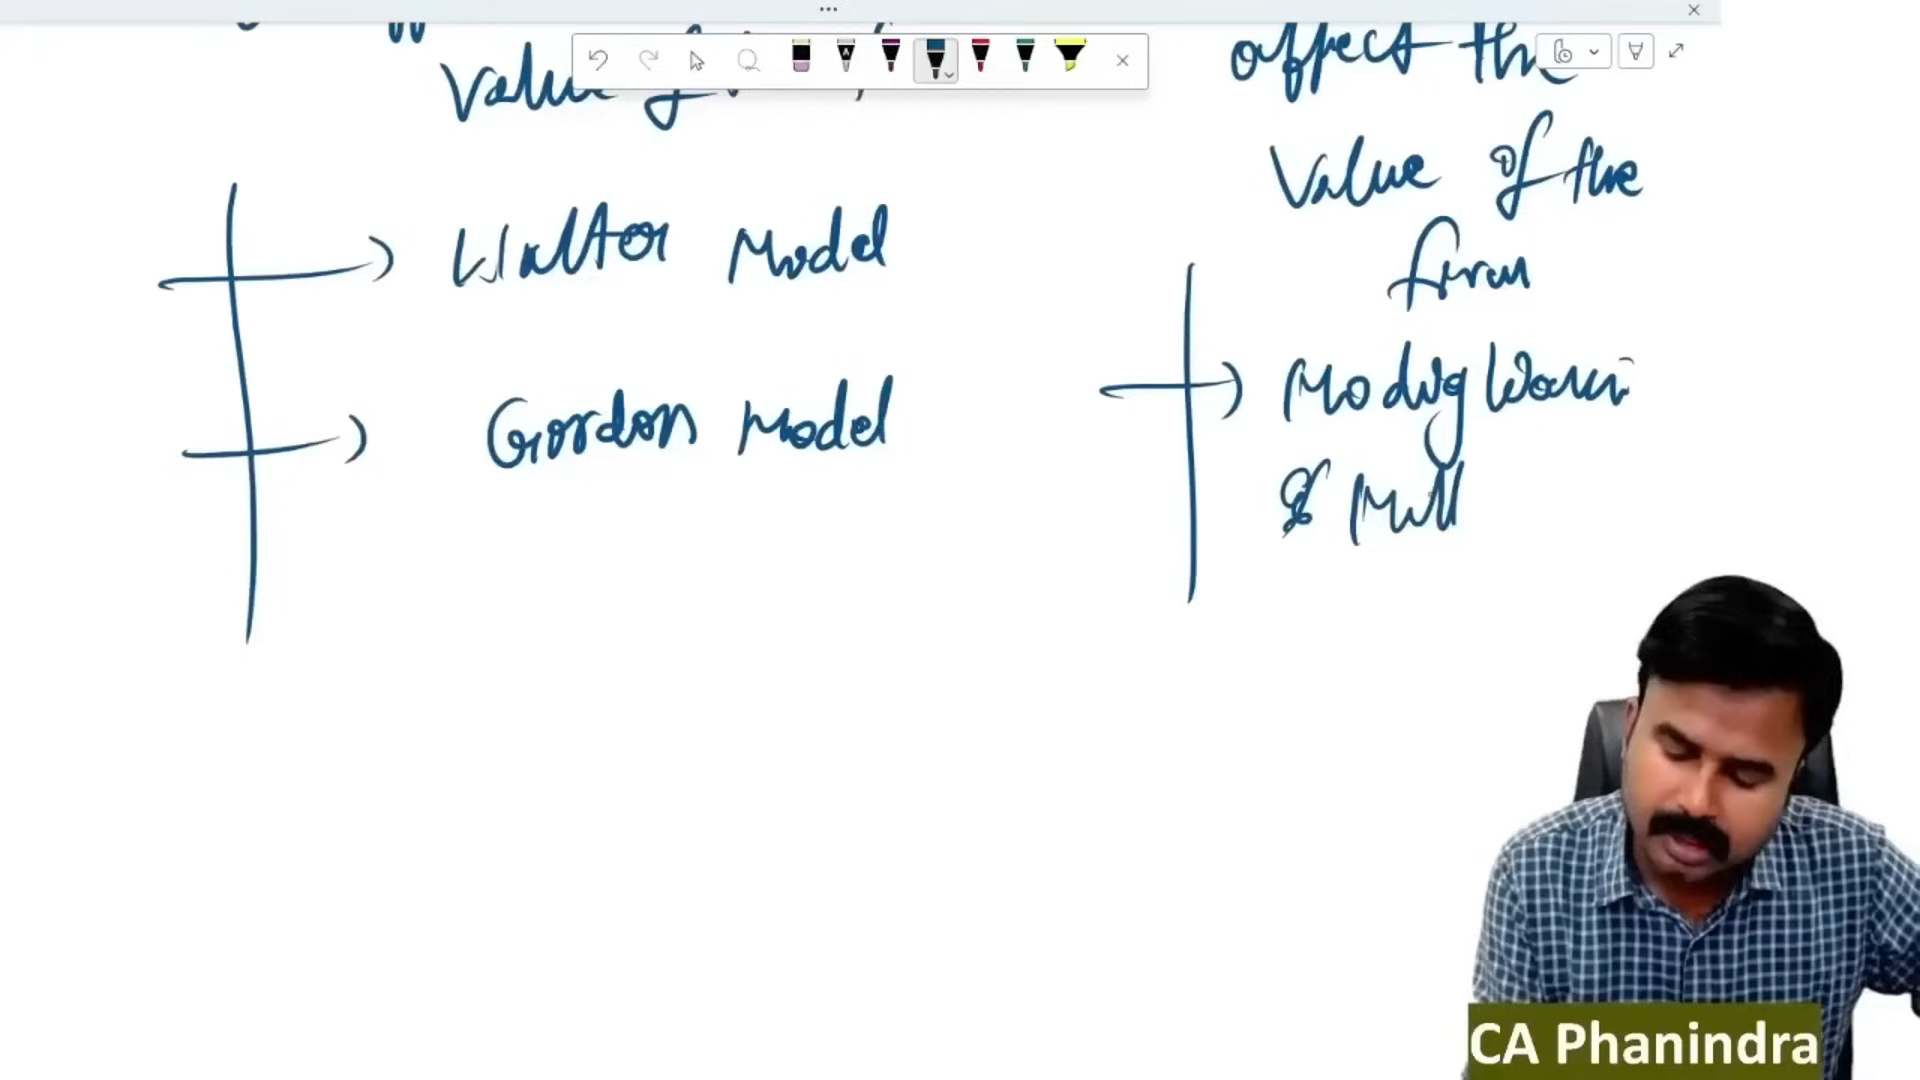 Value
Walter Model
Gordon Model
affect the
Value of the
firm
Modigliani
& Mill
CA Phanindra